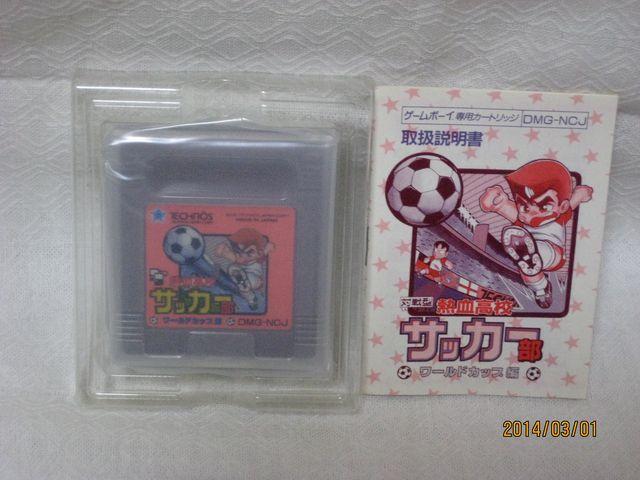 TECHNŌS
サッカー部
ワールドカップ編
DMG-NCJ
ゲームボーイ専用カートリッジ DMG-NCJ
取扱説明書
熱血高校
サッカー部
ワールドカップ編
2014/03/01